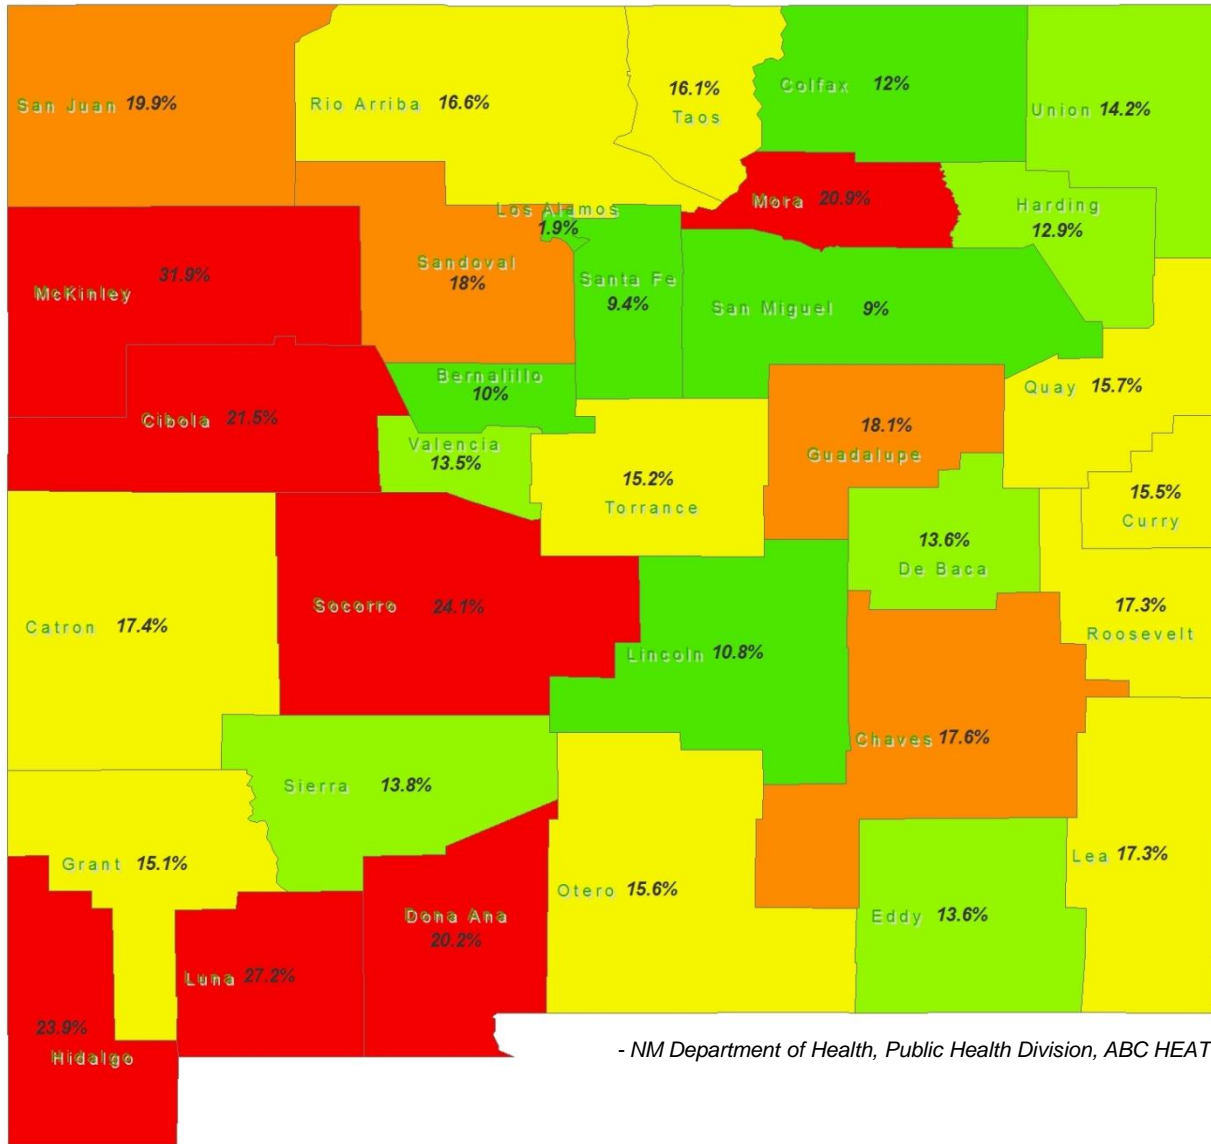 San Juan 19.9%
Rio Arriba 16.6%
16.1%
Taos
Colfax 12%
Union 14.2%
Mora 20.9%
Harding
12.9%
Los Alamos
1.9%
McKinley 31.9%
Sandoval
18%
Santa Fe
9.4%
San Miguel 9%
Bernalillo
10%
Quay 15.7%
Cibola 21.5%
Valencia
13.5%
18.1%
Guadalupe
15.2%
Torrance
15.5%
Curry
13.6%
De Baca
Socorro 24.1%
Catron 17.4%
17.3%
Roosevelt
Lincoln 10.8%
Chaves 17.6%
Sierra 13.8%
Grant 15.1%
Lea 17.3%
Otero 15.6%
Eddy 13.6%
Dona Ana
20.2%
Luna 27.2%
23.9%
Hidalgo
- NM Department of Health, Public Health Division, ABC HEAT